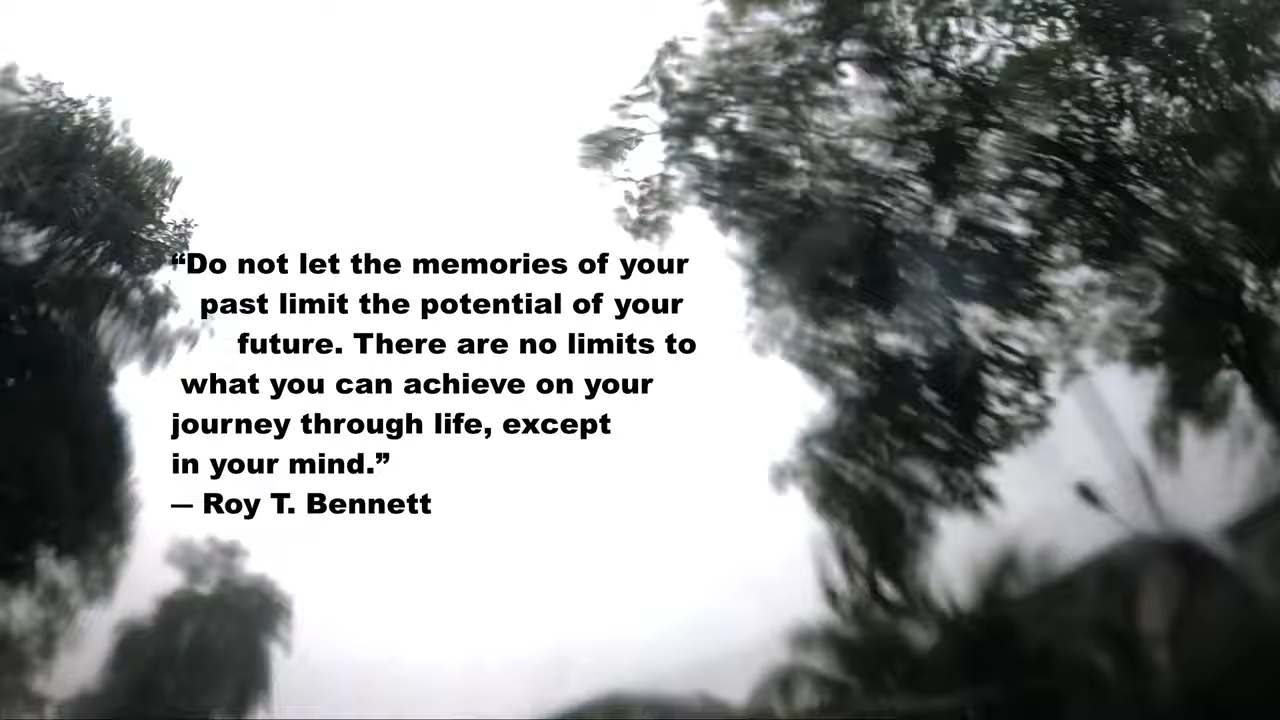 “Do not let the memories of your
past limit the potential of your
future. There are no limits to
what you can achieve on your
journey through life, except
in your mind.”
— Roy T. Bennett